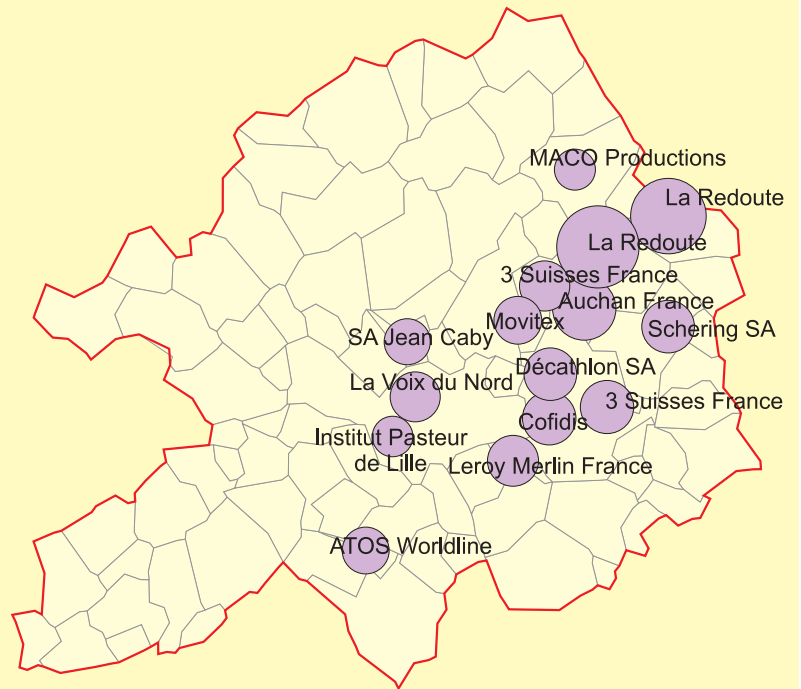 MACO Productions
La Redoute
La Redoute
3 Suisses France
Auchan France
Movitex
Schering SA
SA Jean Caby
Décathlon SA
La Voix du Nord
3 Suisses France
Cofidis
Institut Pasteur
de Lille
Leroy Merlin France
ATOS Worldline